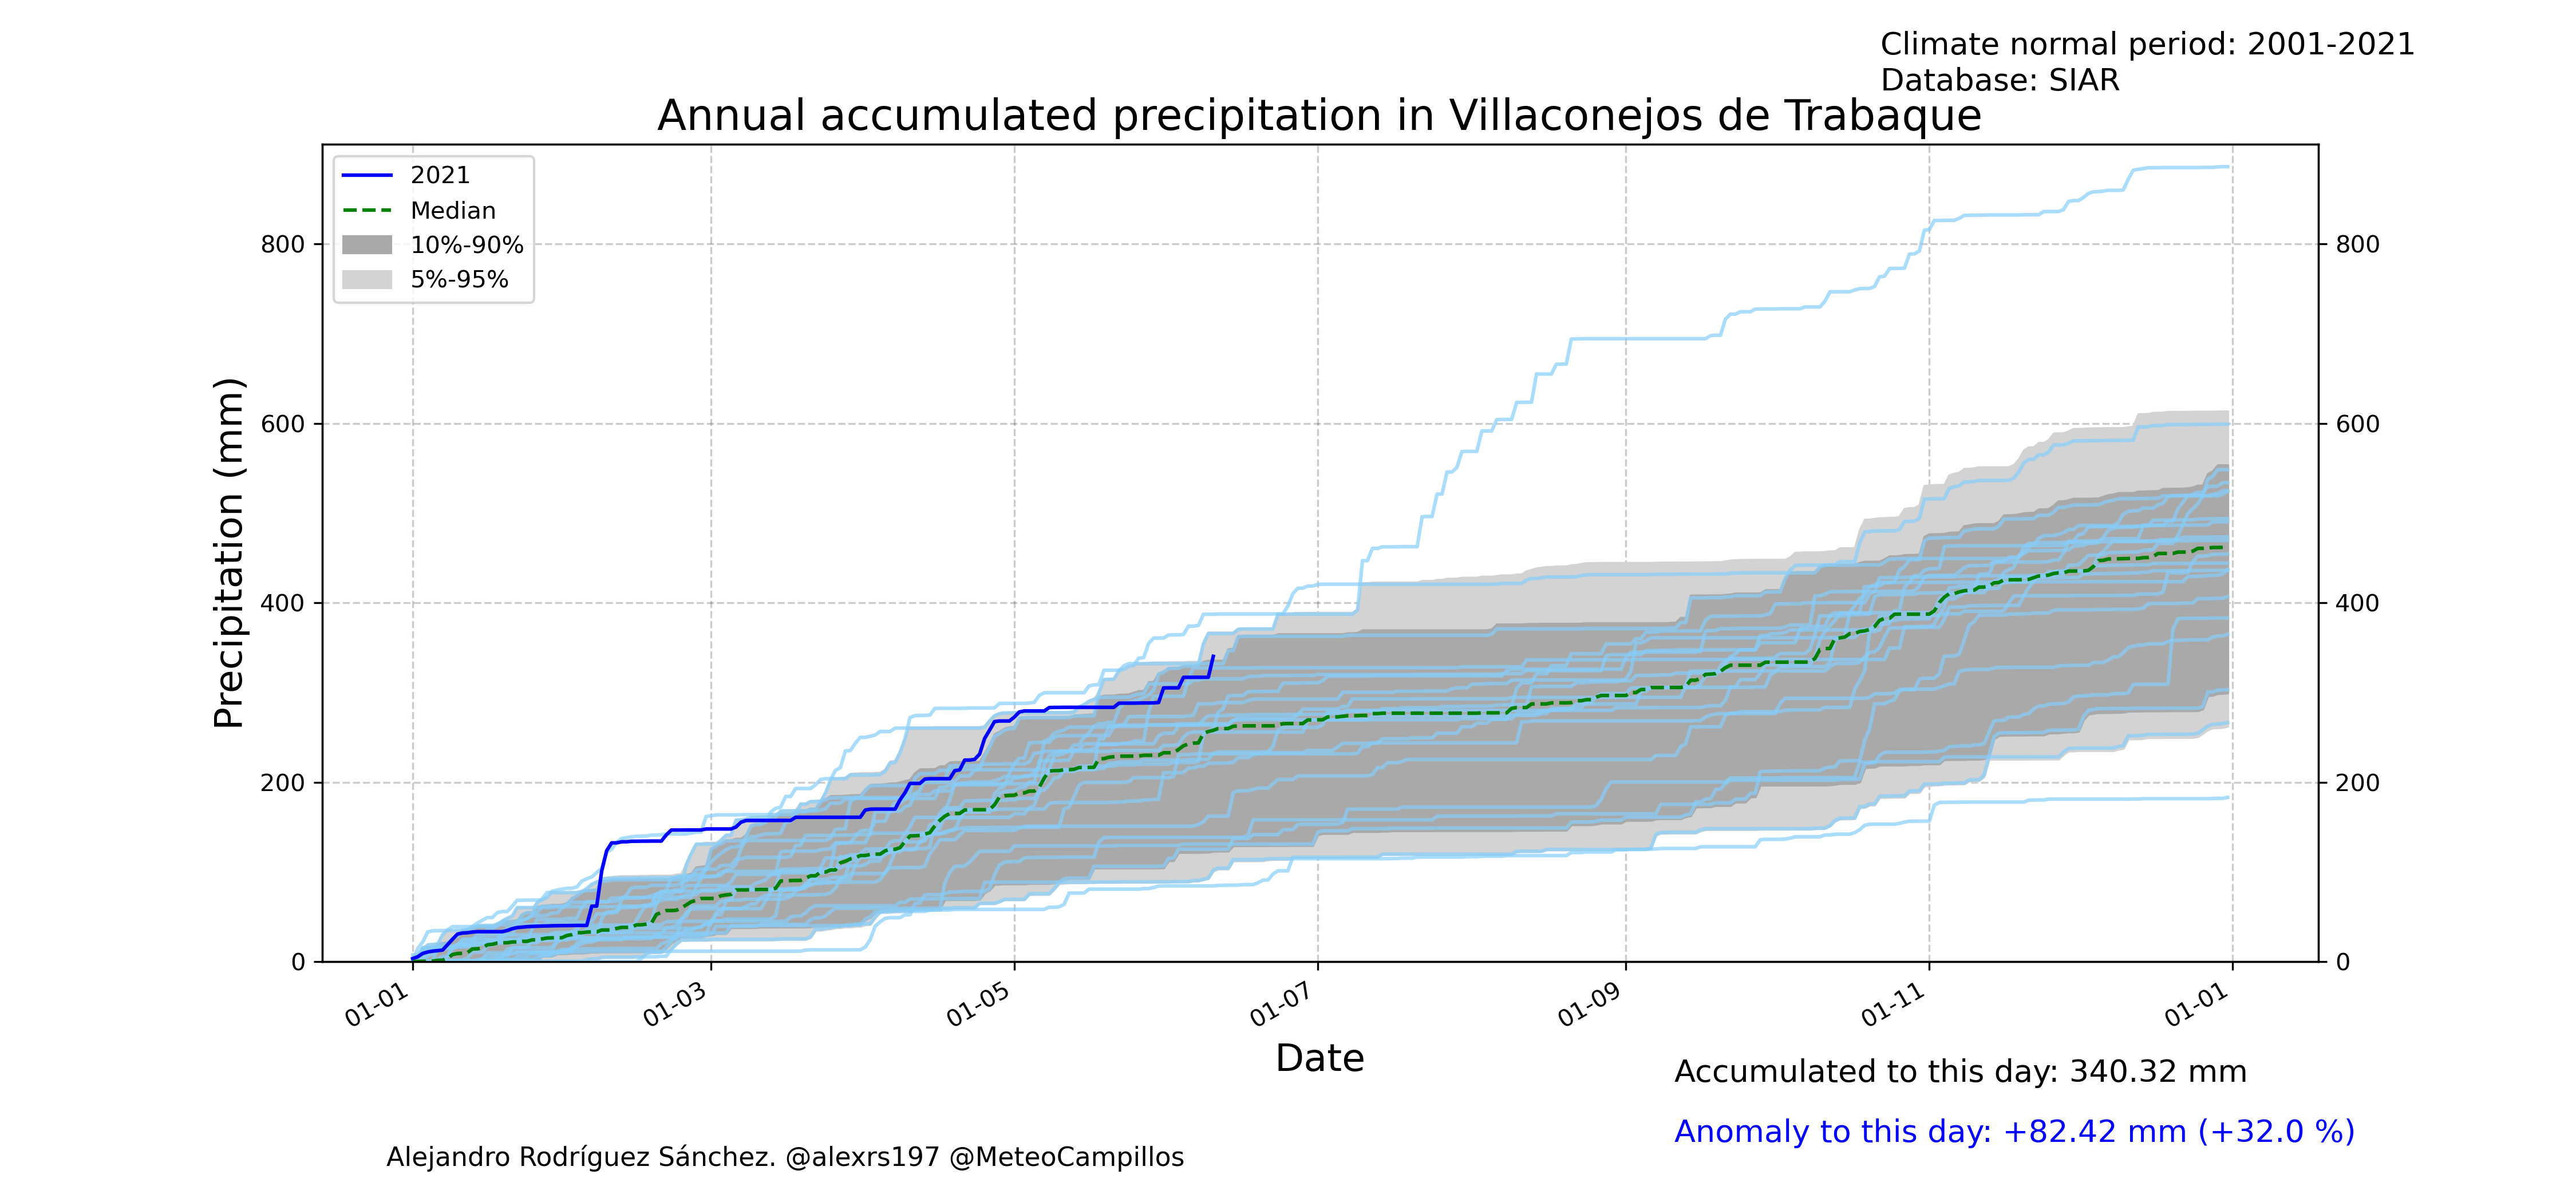 Climate normal period: 2001-2021
Database: SIAR
Annual accumulated precipitation in Villaconejos de Trabaque
2021
Median
10%-90%
5%-95%
Precipitation (mm)
800
600
400
200
0
800
600
400
200
0
01-01
01-03
01-05
01-07
01-09
01-11
01-01
Date
Accumulated to this day: 340.32 mm
Anomaly to this day: +82.42 mm (+32.0 %)
Alejandro Rodríguez Sánchez. @alexrs197 @MeteoCampillos